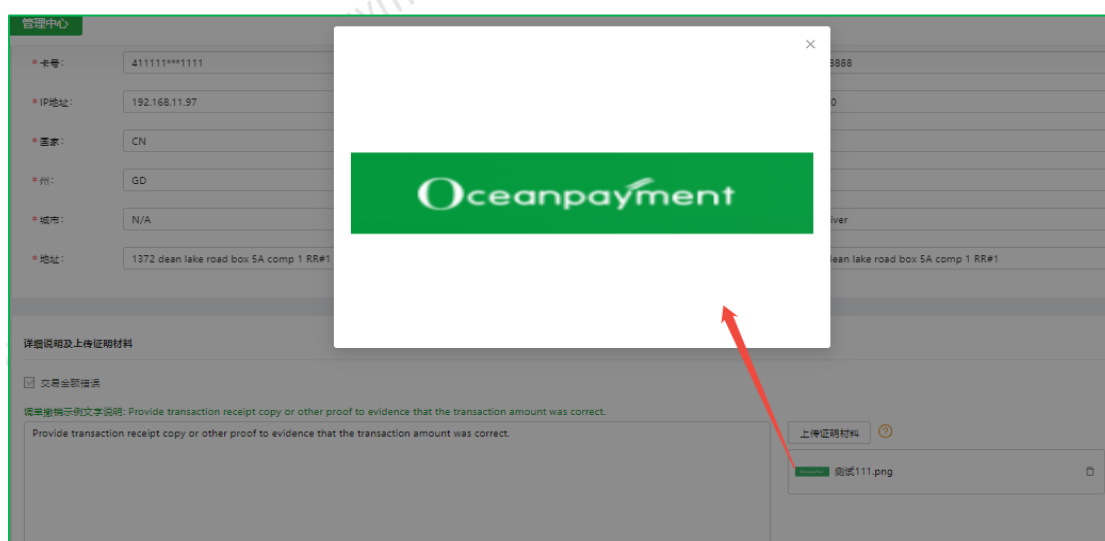 管理中心
×
*卡号: 411111***1111 8888
*IP地址: 192.168.11.97 0
*国家: CN
*州: GD
*城市: N/A iver
*地址: 1372 dean lake road box 5A comp 1 RR#1 lean lake road box 5A comp 1 RR#1
Oceanpayment
详细说明及上传证明材料
交易金额错误
调单撤销示例文字说明: Provide transaction receipt copy or other proof to evidence that the transaction amount was correct.
Provide transaction receipt copy or other proof to evidence that the transaction amount was correct.
上传证明材料 ?
测试111.png